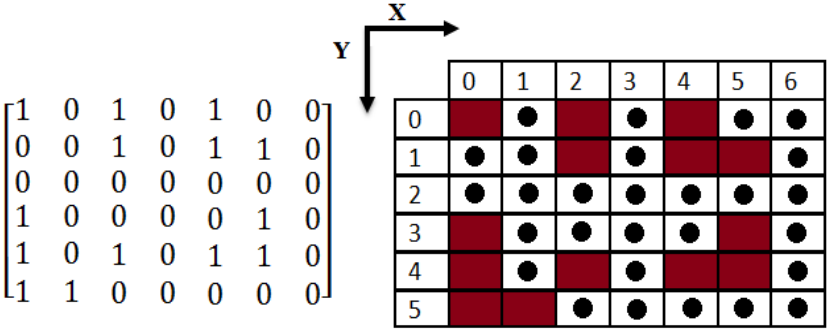 X
Y
0 1 2 3 4 5 6
1 0 1 0 1 0 0
0 0 1 0 1 1 0
0 0 0 0 0 0 0
1 0 0 0 0 1 0
1 0 1 0 1 1 0
1 1 0 0 0 0 0
0
1
2
3
4
5